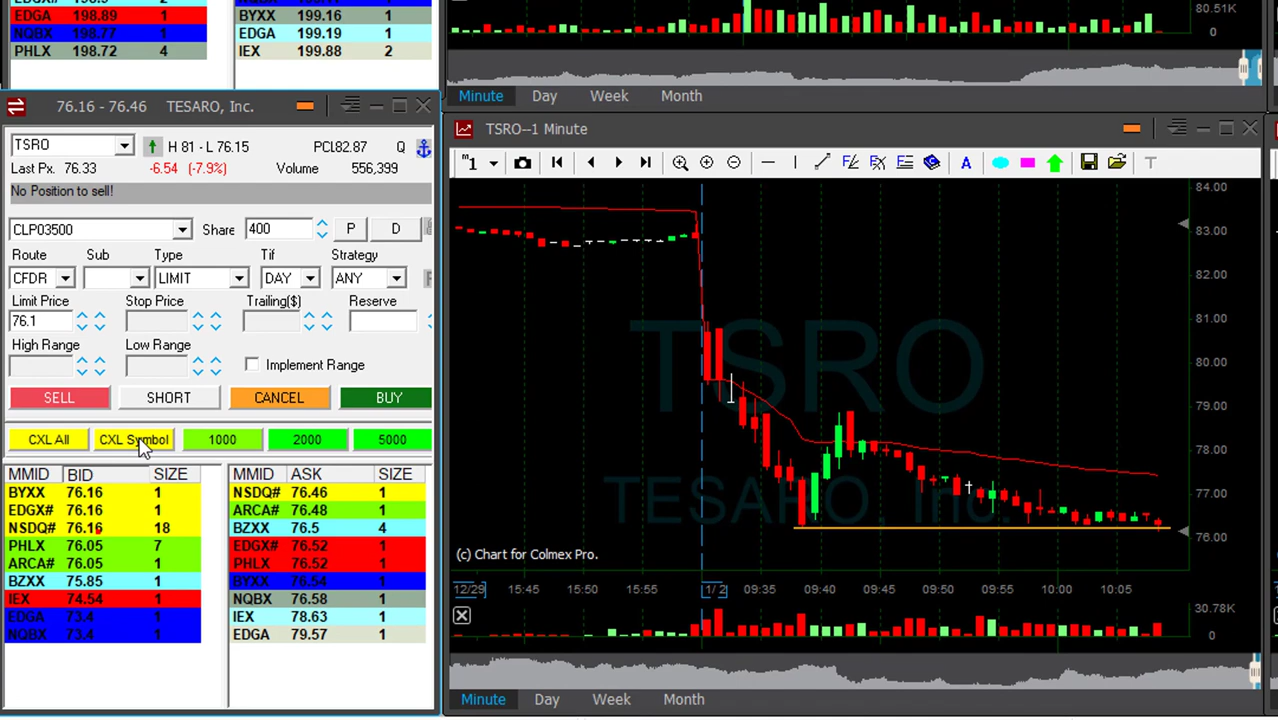 EDGA 198.89 1
NQBX 198.77 1
PHLX 198.72 4
BYXX 199.16 1
EDGA 199.19 1
IEX 199.88 2
80.51K
0
Minute Day Week Month
76.16 - 76.46 TESARO, Inc.
TSRO H 81 - L 76.15 PCL82.87 Q
Last Px. 76.33 -6.54 (-7.9%) Volume 556,399
No Position to sell!
CLP03500 Share 400 P D
Route Sub Type Tif Strategy
CFDR LIMIT DAY ANY
Limit Price Stop Price Trailing($) Reserve
76.1
High Range Low Range
Implement Range
SELL SHORT CANCEL BUY
CXL All CXL Symbol 1000 2000 5000
MMID BID SIZE
BYXX 76.16 1
EDGX# 76.16 1
NSDQ# 76.16 18
PHLX 76.05 7
ARCA# 76.05 1
BZXX 75.85 1
IEX 74.54 1
EDGA 73.4 1
NQBX 73.4 1
MMID ASK SIZE
NSDQ# 76.46 1
ARCA# 76.48 1
BZXX 76.5 4
EDGX# 76.52 1
PHLX 76.52 1
BYXX 76.54 1
NQBX 76.58 1
IEX 78.63 1
EDGA 79.57 1
TSRO--1 Minute
"1 A T
84.00
83.00
82.00
81.00
80.00
79.00
78.00
77.00
76.00
TSRO
TESARO, Inc.
(c) Chart for Colmex Pro.
12/29 15:45 15:50 15:55 1/2 09:35 09:40 09:45 09:50 09:55 10:00 10:05
30.78K
0
Minute Day Week Month